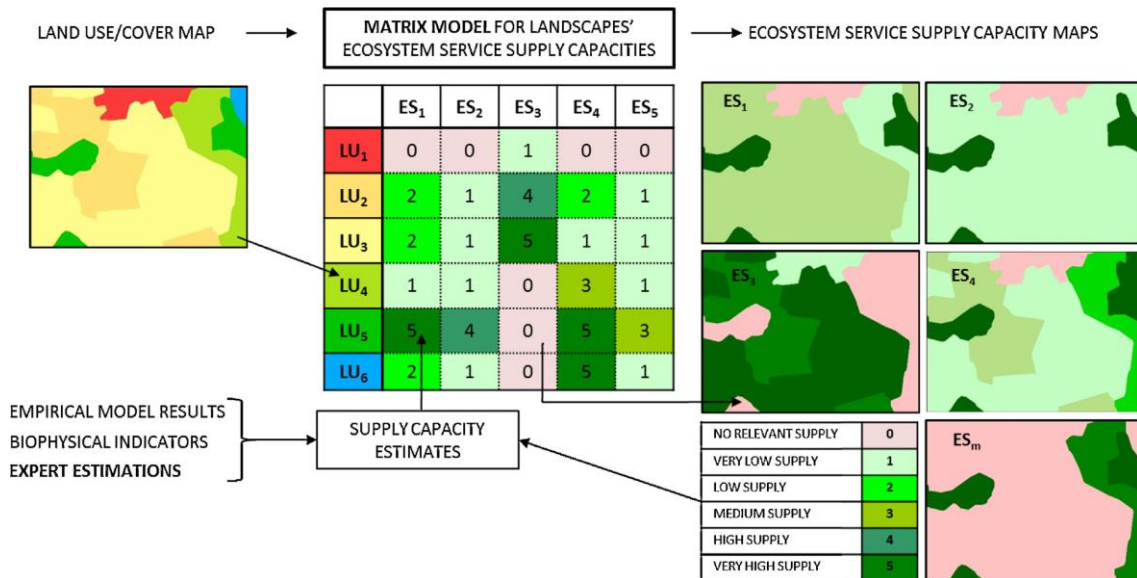 LAND USE/COVER MAP
MATRIX MODEL FOR LANDSCAPES'
ECOSYSTEM SERVICE SUPPLY CAPACITIES
ECOSYSTEM SERVICE SUPPLY CAPACITY MAPS
ES1 ES2 ES3 ES4 ES5
LU1 0 0 1 0 0
LU2 2 1 4 2 1
LU3 2 1 5 1 1
LU4 1 1 0 3 1
LU5 5 4 0 5 3
LU6 2 1 0 5 1
ES1
ES2
ES3
ES4
ESm
EMPIRICAL MODEL RESULTS
BIOPHYSICAL INDICATORS
EXPERT ESTIMATIONS
SUPPLY CAPACITY
ESTIMATES
NO RELEVANT SUPPLY 0
VERY LOW SUPPLY 1
LOW SUPPLY 2
MEDIUM SUPPLY 3
HIGH SUPPLY 4
VERY HIGH SUPPLY 5